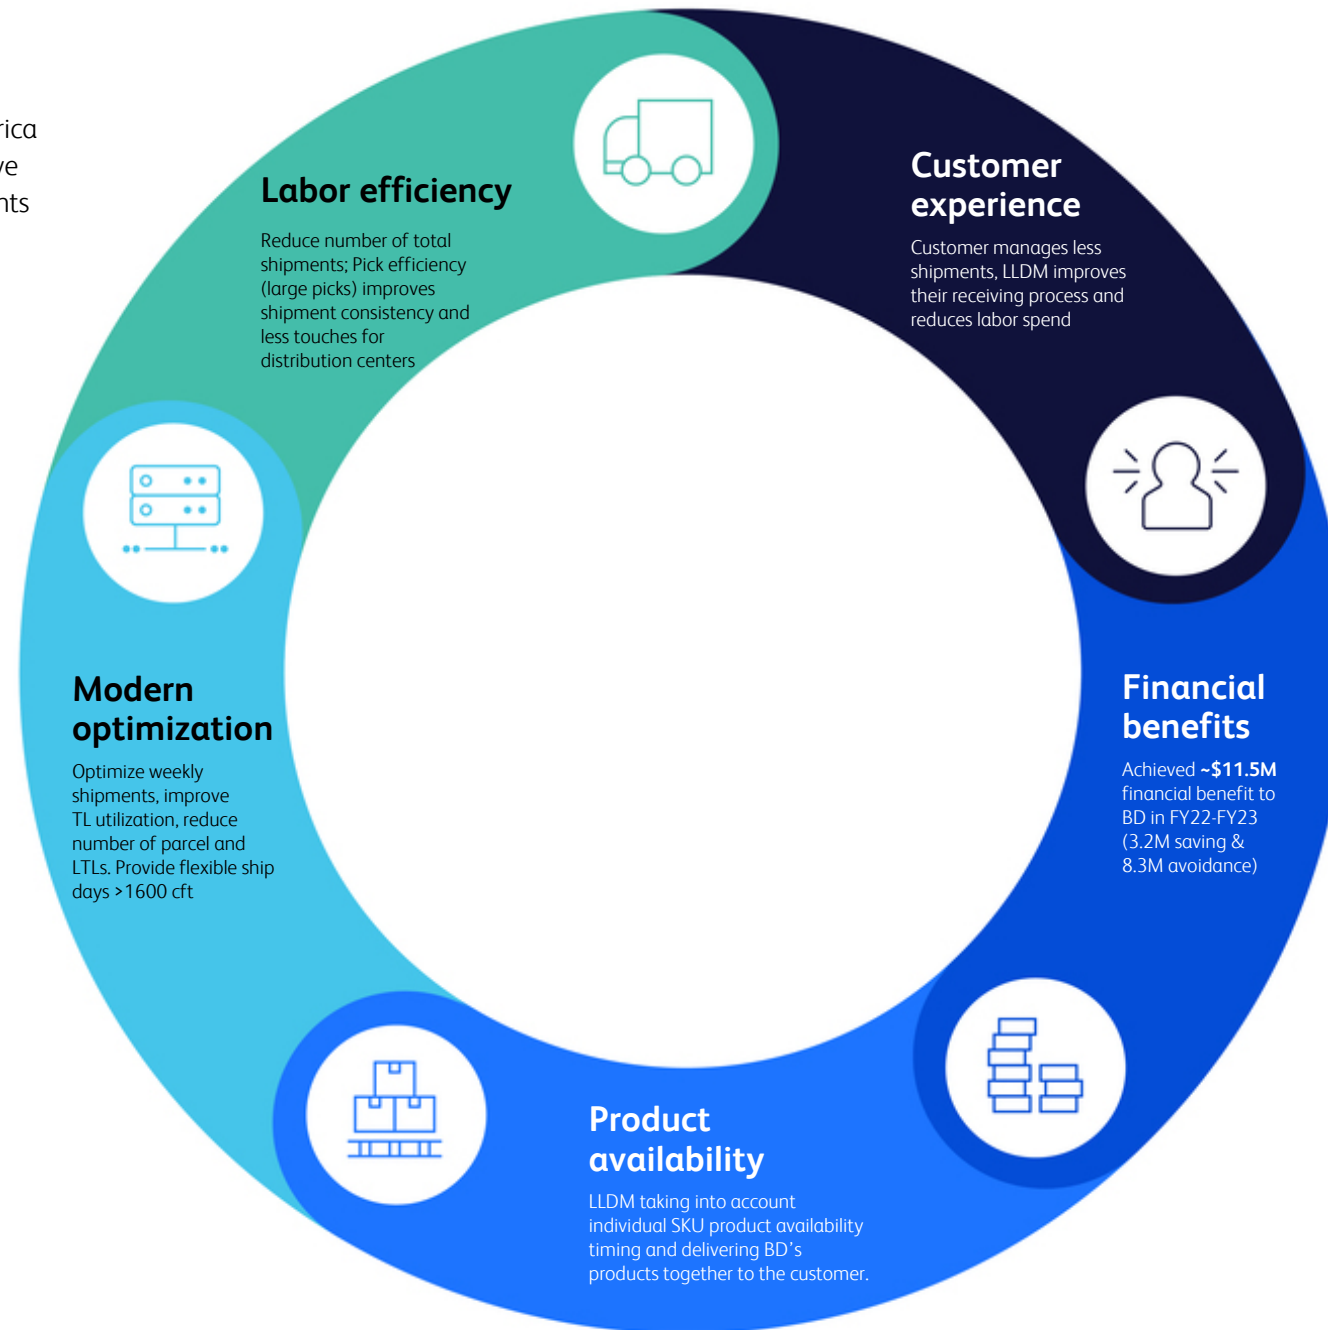 rica
ve
nts
Labor efficiency
Reduce number of total
shipments; Pick efficiency
(large picks) improves
shipment consistency and
less touches for
distribution centers
Customer
experience
Customer manages less
shipments, LLDM improves
their receiving process and
reduces labor spend
Modern
optimization
Optimize weekly
shipments, improve
TL utilization, reduce
number of parcel and
LTLs. Provide flexible ship
days >1600 cft
Financial
benefits
Achieved ~$11.5M
financial benefit to
BD in FY22-FY23
(3.2M saving &
8.3M avoidance)
Product
availability
LLDM taking into account
individual SKU product availability
timing and delivering BD's
products together to the customer.